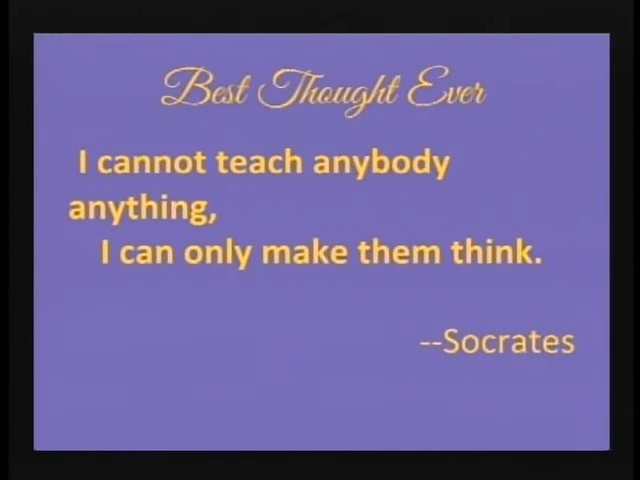 Best Thought Ever
I cannot teach anybody
anything,
I can only make them think.
--Socrates